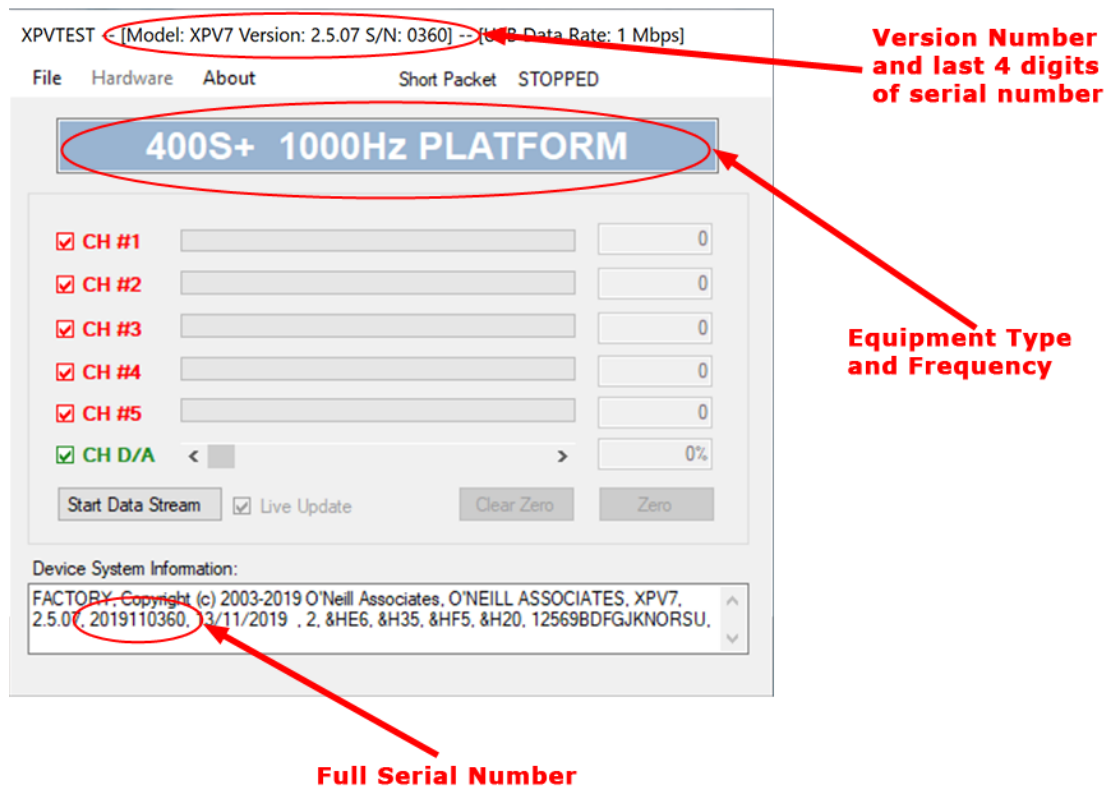 XPVTEST -- [Model: XPV7 Version: 2.5.07 S/N: 0360] -- [USB Data Rate: 1 Mbps]
Version Number
and last 4 digits
of serial number
File Hardware About Short Packet STOPPED
400S+ 1000Hz PLATFORM
CH #1 0
CH #2 0
CH #3 0
Equipment Type
and Frequency
CH #4 0
CH #5 0
CH D/A < > 0%
Start Data Stream Live Update Clear Zero Zero
Device System Information:
FACTORY, Copyright (c) 2003-2019 O'Neill Associates, O'NEILL ASSOCIATES, XPV7,
2.5.07, 2019110360, 13/11/2019 , 2, &HE6, &H35, &HF5, &H20, 12569BDFGJKNORSU,
Full Serial Number